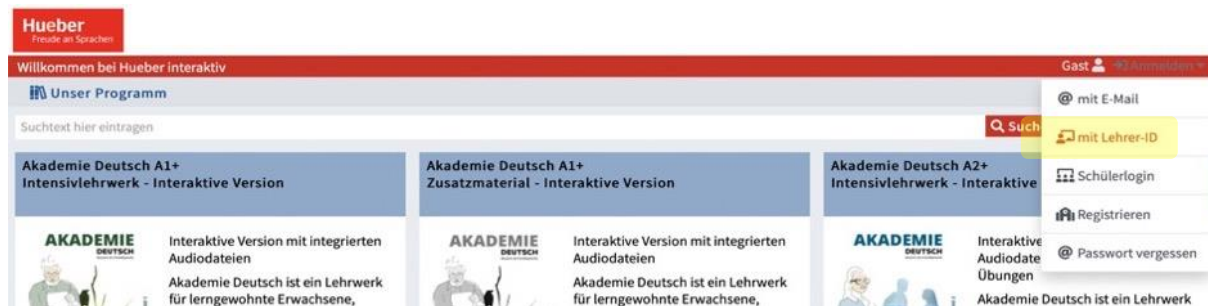 Hueber
Freude an Sprachen
Willkommen bei Hueber interaktiv
Gast Anmelden
Unser Programm
@ mit E-Mail
Suchtext hier eintragen
Such
mit Lehrer-ID
Akademie Deutsch A1+
Intensivlehrwerk - Interaktive Version
Akademie Deutsch A1+
Zusatzmaterial - Interaktive Version
Akademie Deutsch A2+
Intensivlehrwerk - Interaktive
Schülerlogin
Registrieren
@ Passwort vergessen
AKADEMIE
DEUTSCH
Interaktive Version mit integrierten
Audiodateien
Akademie Deutsch ist ein Lehrwerk
für lerngewohnte Erwachsene,
AKADEMIE
DEUTSCH
Interaktive Version mit integrierten
Audiodateien
Akademie Deutsch ist ein Lehrwerk
für lerngewohnte Erwachsene,
AKADEMIE
DEUTSCH
Interaktive
Audiodate
Übungen
Akademie Deutsch ist ein Lehrwerk